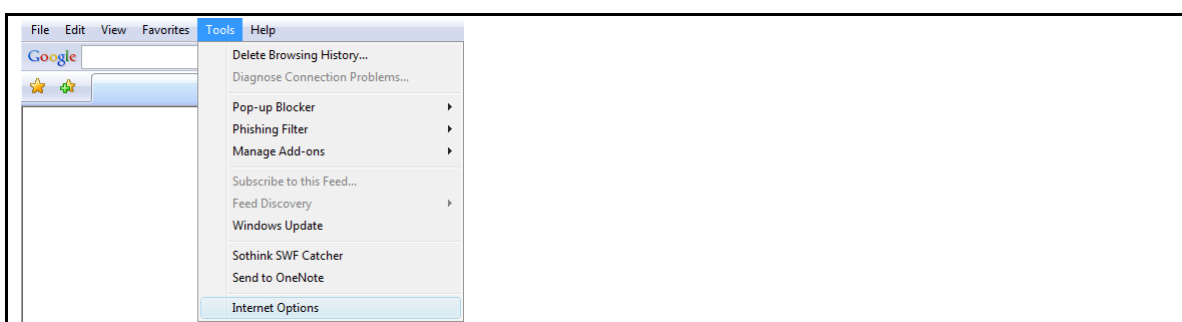 File Edit View Favorites Tools Help
Google
Delete Browsing History...
Diagnose Connection Problems...
Pop-up Blocker
Phishing Filter
Manage Add-ons
Subscribe to this Feed...
Feed Discovery
Windows Update
Sothink SWF Catcher
Send to OneNote
Internet Options